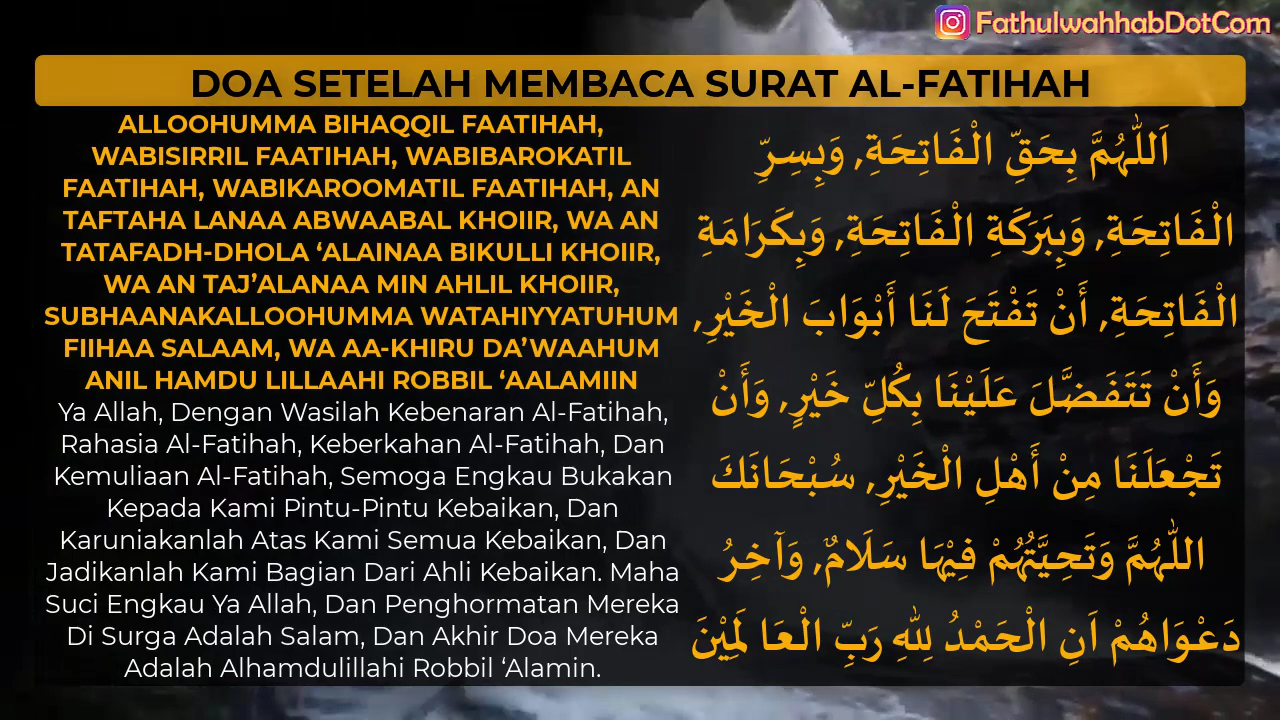 FathulwahhabDotCom
DOA SETELAH MEMBACA SURAT AL-FATIHAH
ALLOOHUMMA BIHAQQIL FAATIHAH,
WABISIRRIL FAATIHAH, WABIBAROKATIL
FAATIHAH, WABIKAROOMATIL FAATIHAH, AN
TAFTAHA LANAA ABWAABAL KHOIIR, WA AN
TATAFADH-DHOLA ‘ALAINAA BIKULLI KHOIIR,
WA AN TAJ’ALANAA MIN AHLIL KHOIIR,
SUBHAANAKALLOOHUMMA WATAHIYYATUHUM
FIIHAA SALAAM, WA AA-KHIRU DA’WAAHUM
ANIL HAMDU LILLAAHI ROBBIL ‘AALAMIIN
Ya Allah, Dengan Wasilah Kebenaran Al-Fatihah,
Rahasia Al-Fatihah, Keberkahan Al-Fatihah, Dan
Kemuliaan Al-Fatihah, Semoga Engkau Bukakan
Kepada Kami Pintu-Pintu Kebaikan, Dan
Karuniakanlah Atas Kami Semua Kebaikan, Dan
Jadikanlah Kami Bagian Dari Ahli Kebaikan. Maha
Suci Engkau Ya Allah, Dan Penghormatan Mereka
Di Surga Adalah Salam, Dan Akhir Doa Mereka
Adalah Alhamdulillahi Robbil ‘Alamin.
اَللّٰهُمَّ بِحَقِّ الْفَاتِحَةِ, وَبِسِرِّ
الْفَاتِحَةِ, وَبِبَرَكَةِ الْفَاتِحَةِ, وَبِكَرَامَةِ
الْفَاتِحَةِ, أَنْ تَفْتَحَ لَنَا أَبْوَابَ الْخَيْرِ,
وَأَنْ تَتَفَضَّلَ عَلَيْنَا بِكُلِّ خَيْرٍ, وَأَنْ
تَجْعَلَنَا مِنْ أَهْلِ الْخَيْرِ, سُبْحَانَكَ
اللّٰهُمَّ وَتَحِيَّتُهُمْ فِيْهَا سَلَامٌ, وَآخِرُ
دَعْوَاهُمْ اَنِ الْحَمْدُ لِلّٰهِ رَبِّ الْعَا لَمِيْنَ